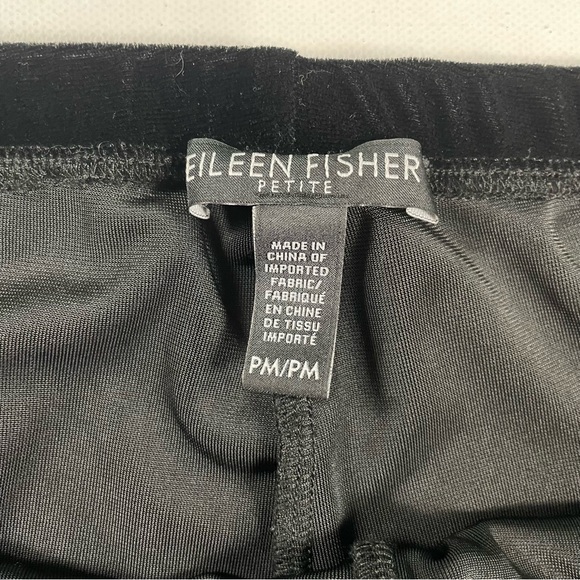 EILEEN FISHER
PETITE
MADE IN
CHINA OF
IMPORTED
FABRIC/
FABRIQUÉ
EN CHINE
DE TISSU
IMPORTÉ
PM/PM